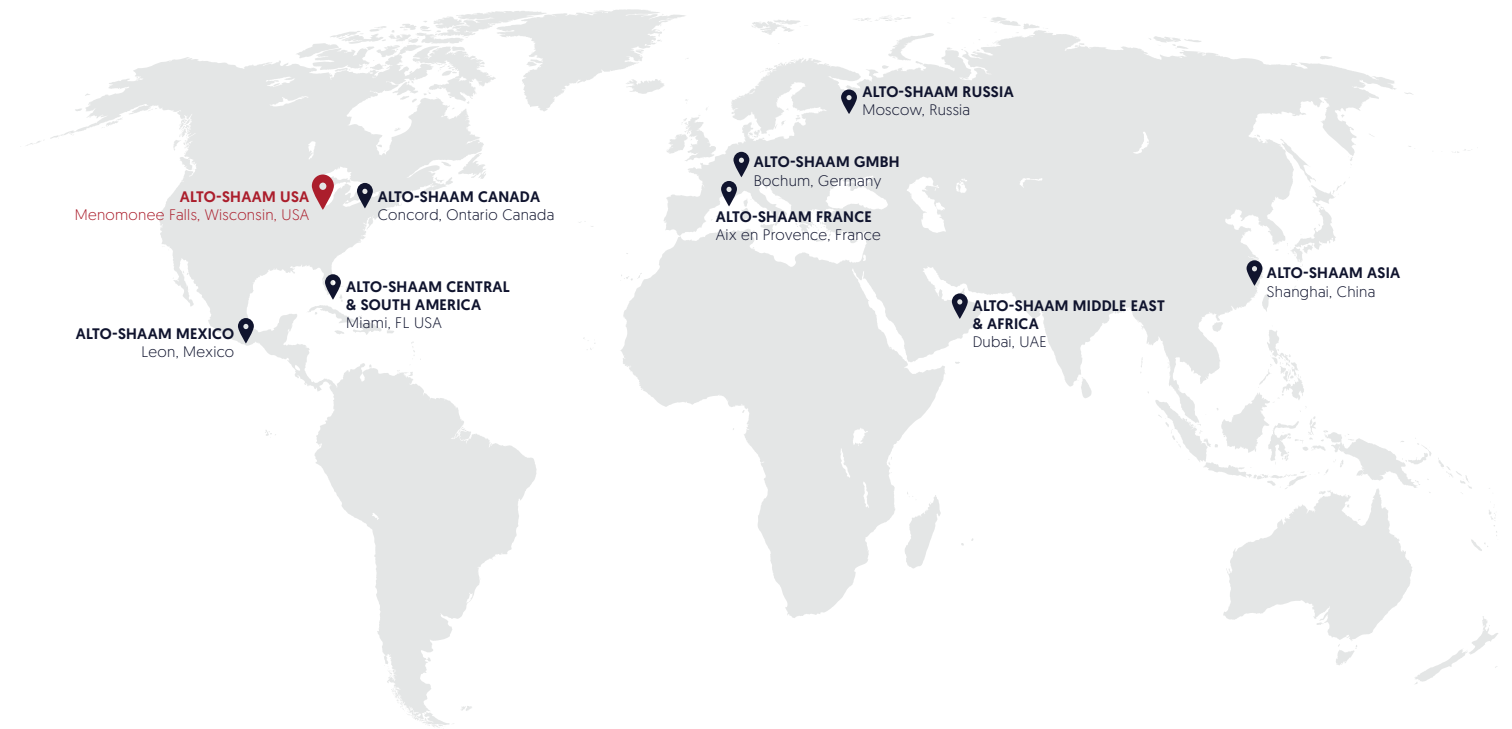 ALTO-SHAAM RUSSIA
Moscow, Russia
ALTO-SHAAM GMBH
Bochum, Germany
ALTO-SHAAM USA
Menomonee Falls, Wisconsin, USA
ALTO-SHAAM CANADA
Concord, Ontario Canada
ALTO-SHAAM FRANCE
Aix en Provence, France
ALTO-SHAAM CENTRAL
& SOUTH AMERICA
Miami, FL USA
ALTO-SHAAM ASIA
Shanghai, China
ALTO-SHAAM MIDDLE EAST
& AFRICA
Dubai, UAE
ALTO-SHAAM MEXICO
Leon, Mexico